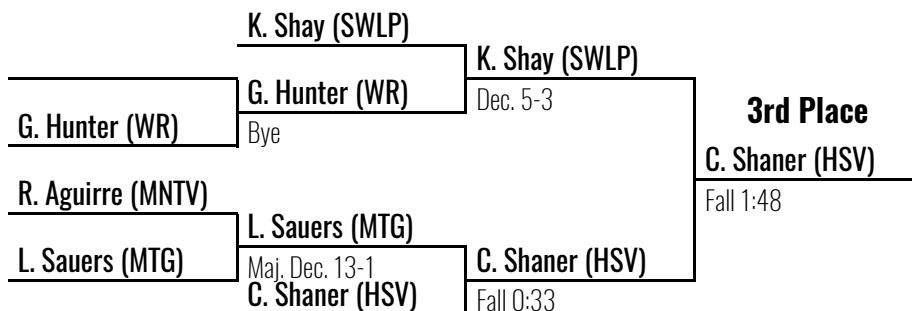 K. Shay (SWLP)
K. Shay (SWLP)
G. Hunter (WR)
Dec. 5-3
3rd Place
G. Hunter (WR)
Bye
C. Shaner (HSV)
R. Aguirre (MNTV)
Fall 1:48
L. Sauers (MTG)
L. Sauers (MTG)
C. Shaner (HSV)
Maj. Dec. 13-1
C. Shaner (HSV)
Fall 0:33